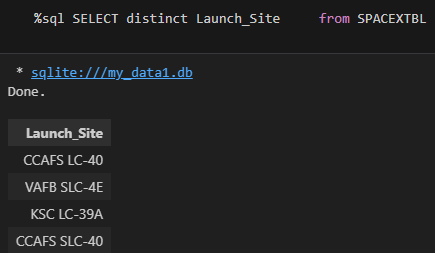 %sql SELECT distinct Launch_Site from SPACEXTBL
* sqlite:///my_data1.db
Done.
Launch_Site
CCAFS LC-40
VAFB SLC-4E
KSC LC-39A
CCAFS SLC-40